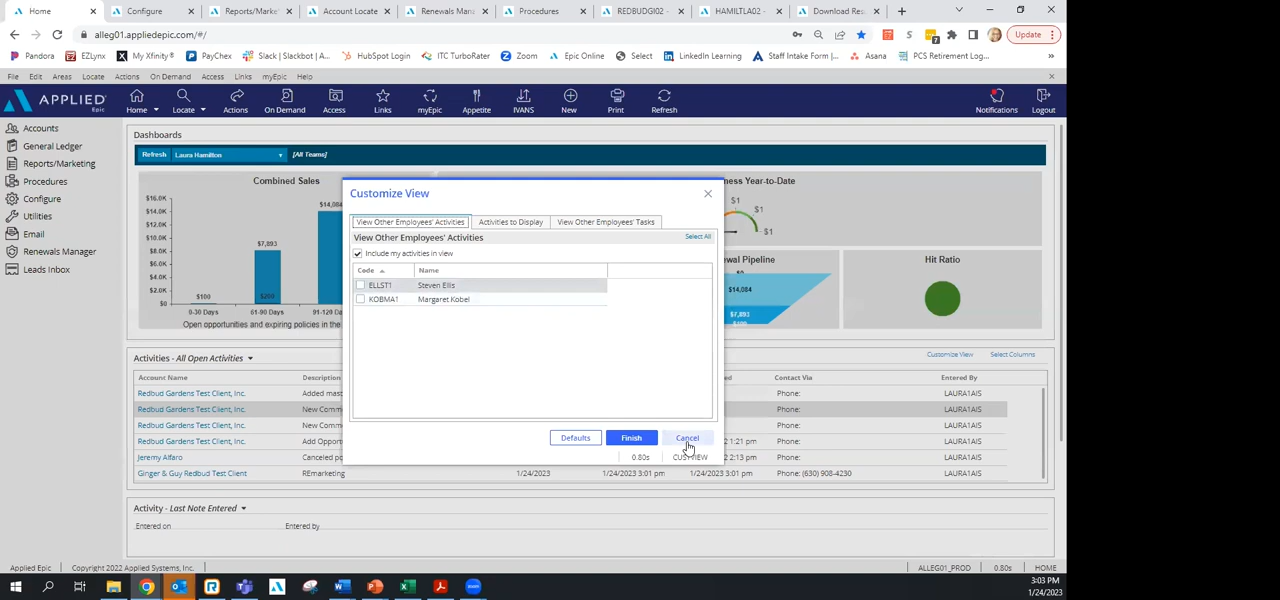 Home
Configure
Reports/Marke
Account Locate
Renewals Man
Procedures
REDBUDGI02 -
HAMILTLA02 -
Download Res
alleg01.appliedepic.com/#/
Update
Pandora
EZLynx
My Xfinity®
PayChex
Slack | Slackbot | A...
HubSpot Login
ITC TurboRater
Zoom
Epic Online
Select
LinkedIn Learning
Staff Intake Form |...
Asana
PCS Retirement Log...
File Edit Areas Locate Actions On Demand Access Links myEpic Help
APPLIED Epic
Home Locate Actions On Demand Access Links myEpic Appetite IVANS New Print Refresh Notifications Logout
Accounts
General Ledger
Reports/Marketing
Procedures
Configure
Utilities
Email
Renewals Manager
Leads Inbox
Dashboards
Refresh Laura Hamilton [All Teams]
Combined Sales
$16.0K
$14.0K
$12.0K
$10.0K
$8.0K
$6.0K
$4.0K
$2.0K
$0
$100
$7,893
$200
$14,084
0-30 Days 61-90 Days 91-120 D
Open opportunities and expiring policies in the
ness Year-to-Date
$1
$1
$1
wal Pipeline
$14,084
$7,893
$100
Hit Ratio
Customize View
View Other Employees' Activities Activities to Display View Other Employees' Tasks
View Other Employees' Activities Select All
Include my activities in view
Code Name
ELLST1 Steven Ellis
KOBMA1 Margaret Kobel
Defaults Finish Cancel
0.80s
Activities - All Open Activities Customize View Select Columns
Account Name Description ed Contact Via Entered By
Redbud Gardens Test Client, Inc. Added mast Phone: LAURA1AIS
Redbud Gardens Test Client, Inc. New Comm Phone: LAURA1AIS
Redbud Gardens Test Client, Inc. New Comm Phone: LAURA1AIS
Redbud Gardens Test Client, Inc. Add Opport 1:21 pm Phone: LAURA1AIS
Jeremy Alfaro Canceled po 2:13 pm Phone: LAURA1AIS
Ginger & Guy Redbud Test Client REmarketing 1/24/2023 1/24/2023 3:01 pm 1/24/2023 3:01 pm Phone: (630) 908-4230 LAURA1AIS
Activity - Last Note Entered
Entered on Entered by
Applied Epic Copyright 2022 Applied Systems, Inc. ALLEG01_PROD 0.80s HOME
3:03 PM
1/24/2023